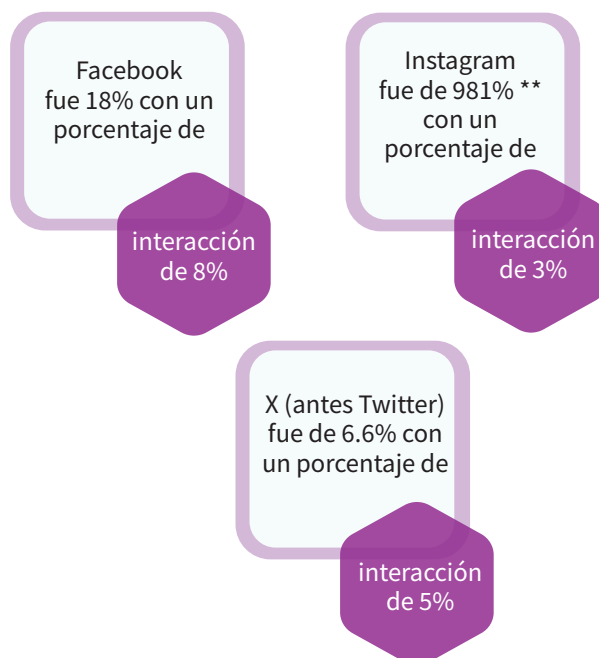 Facebook
fue 18% con un
porcentaje de
interacción
de 8%
Instagram
fue de 981% **
con un
porcentaje de
interacción
de 3%
X (antes Twitter)
fue de 6.6% con
un porcentaje de
interacción
de 5%